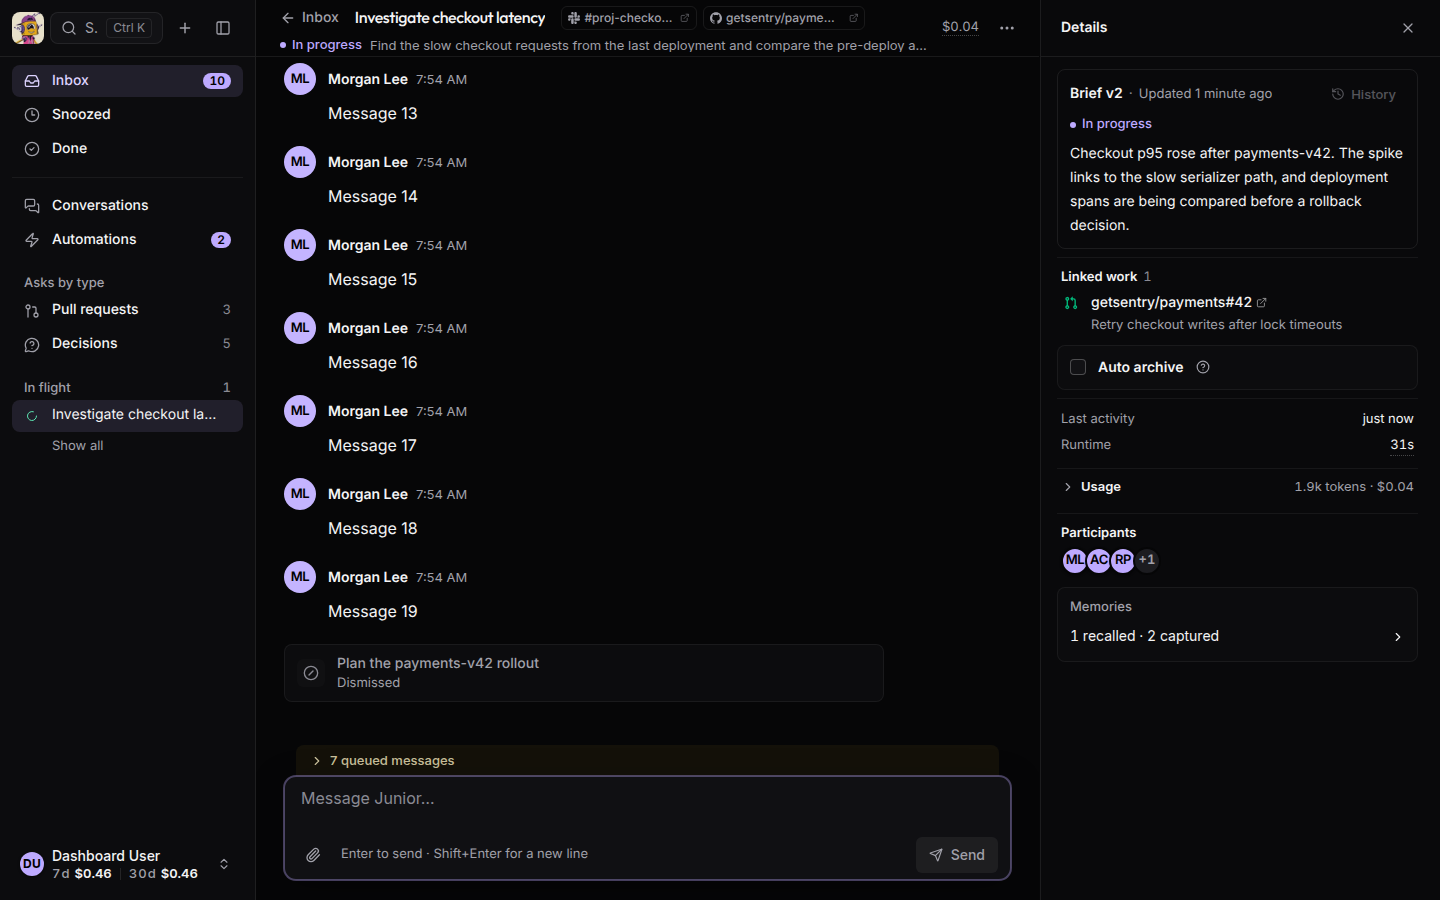 S. Ctrl K
Inbox 10
Snoozed
Done
Conversations
Automations 2
Asks by type
Pull requests 3
Decisions 5
In flight 1
Investigate checkout la...
Show all
DU Dashboard User
7d $0.46 30d $0.46
Inbox Investigate checkout latency #proj-checko... getsentry/payme... $0.04
In progress Find the slow checkout requests from the last deployment and compare the pre-deploy a...
ML Morgan Lee 7:54 AM
Message 13
ML Morgan Lee 7:54 AM
Message 14
ML Morgan Lee 7:54 AM
Message 15
ML Morgan Lee 7:54 AM
Message 16
ML Morgan Lee 7:54 AM
Message 17
ML Morgan Lee 7:54 AM
Message 18
ML Morgan Lee 7:54 AM
Message 19
Plan the payments-v42 rollout
Dismissed
7 queued messages
Message Junior...
Enter to send · Shift+Enter for a new line Send
Details
Brief v2 · Updated 1 minute ago History
In progress
Checkout p95 rose after payments-v42. The spike
links to the slow serializer path, and deployment
spans are being compared before a rollback
decision.
Linked work 1
getsentry/payments#42
Retry checkout writes after lock timeouts
Auto archive
Last activity just now
Runtime 31s
Usage 1.9k tokens · $0.04
Participants
ML AC RP +1
Memories
1 recalled · 2 captured